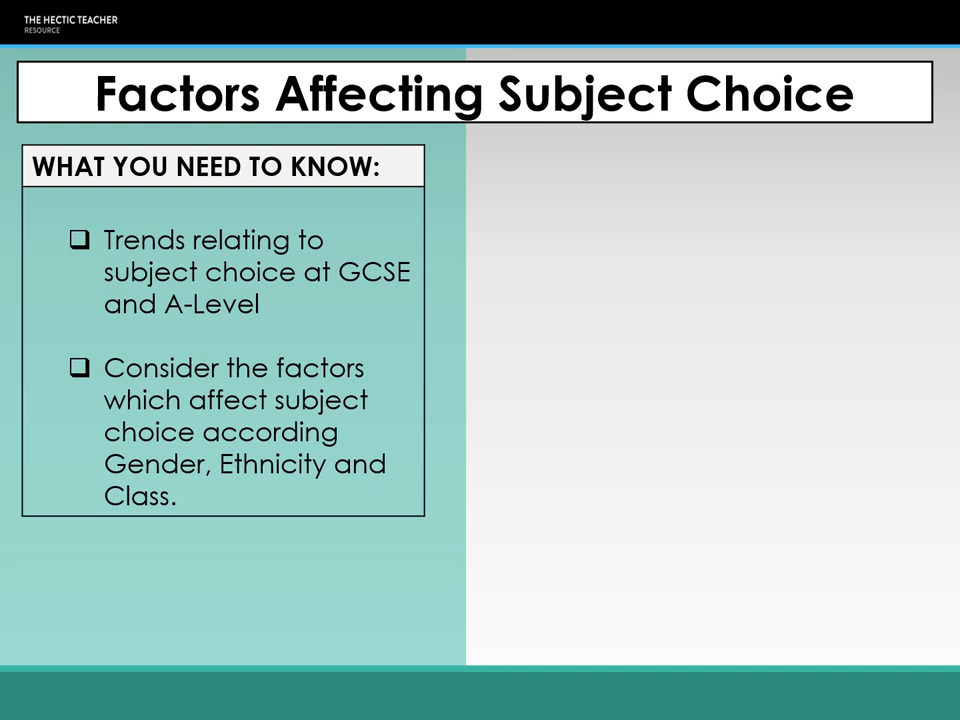 THE HECTIC TEACHER
RESOURCE
Factors Affecting Subject Choice
WHAT YOU NEED TO KNOW:
❑ Trends relating to
subject choice at GCSE
and A-Level
❑ Consider the factors
which affect subject
choice according
Gender, Ethnicity and
Class.